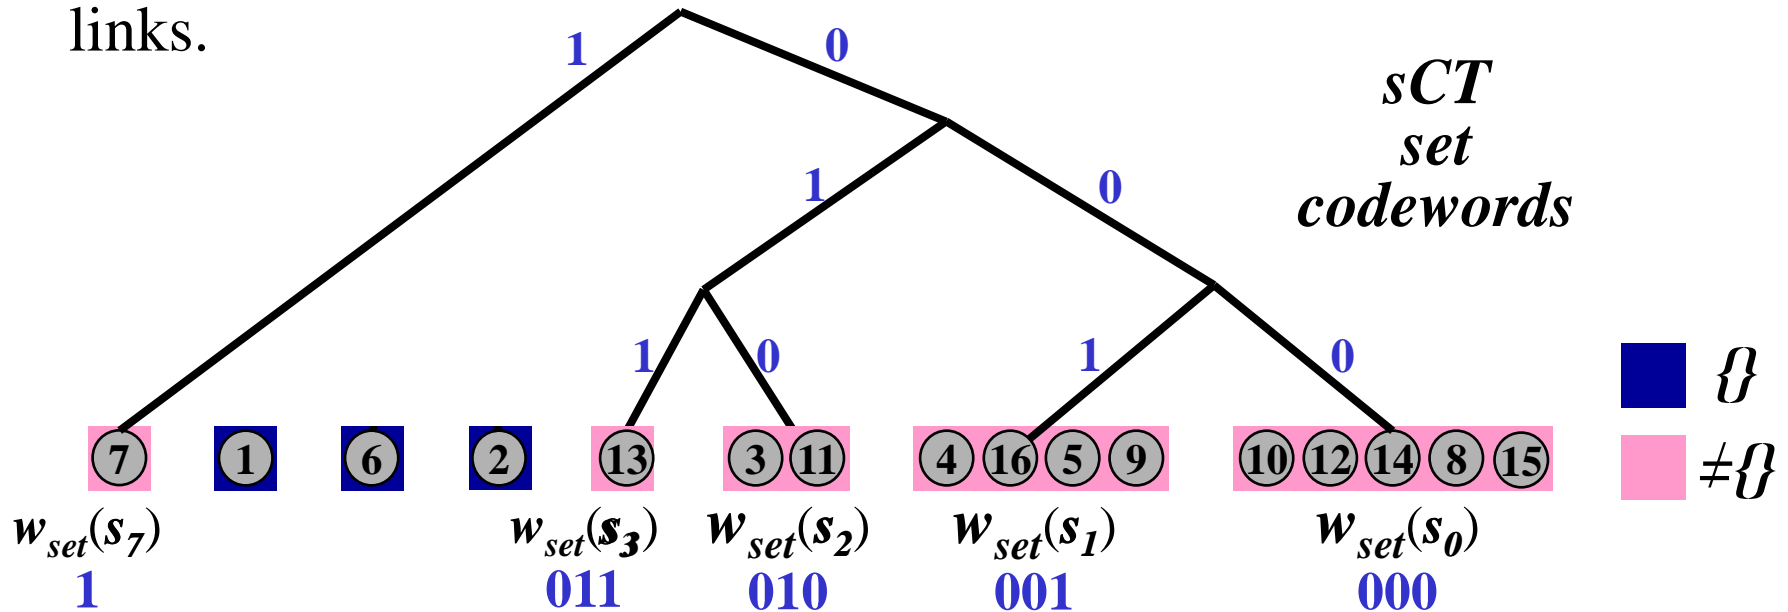 links.
1
0
sCT
set
codewords
1
0
1
0
1
0
{}
≠{}
7 1 6 2 13 3 11 4 16 5 9 10 12 14 8 15
w_set(s_7) w_set(s_3) w_set(s_2) w_set(s_1) w_set(s_0)
1 011 010 001 000